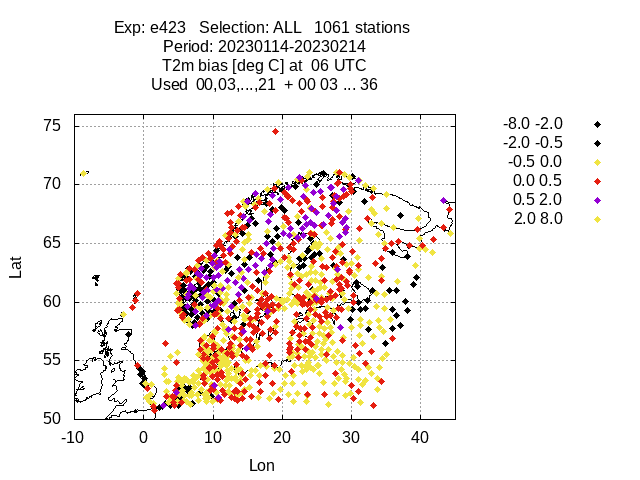 Exp: e423   Selection: ALL   1061 stations
Period: 20230114-20230214
T2m bias [deg C] at  06 UTC
Used  00,03,...,21  + 00 03 ... 36
-8.0 -2.0
-2.0 -0.5
-0.5 0.0
0.0 0.5
0.5 2.0
2.0 8.0
75
70
65
60
55
50
Lat
-10 0 10 20 30 40
Lon